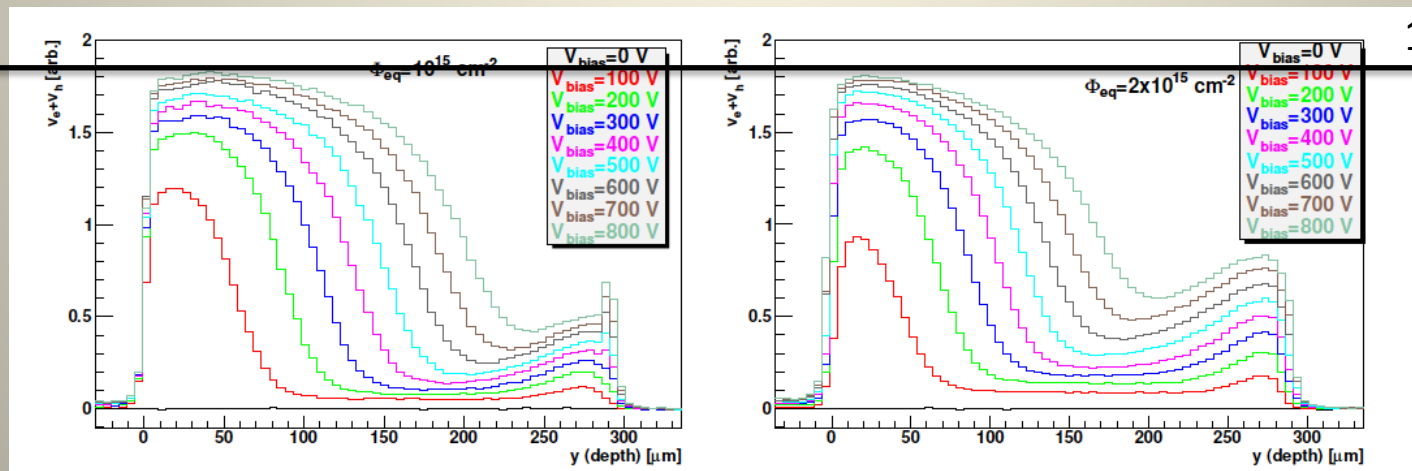 1
2
1.5
1
0.5
0
v_e+v_h [arb.]
Φ_eq=10^15 cm^2
V_bias=0 V
V_bias=100 V
V_bias=200 V
V_bias=300 V
V_bias=400 V
V_bias=500 V
V_bias=600 V
V_bias=700 V
V_bias=800 V
0 50 100 150 200 250 300
y (depth) [μm]
2
1.5
1
0.5
0
v_e+v_h [arb.]
Φ_eq=2x10^15 cm^-2
V_bias=0 V
V_bias=100 V
V_bias=200 V
V_bias=300 V
V_bias=400 V
V_bias=500 V
V_bias=600 V
V_bias=700 V
V_bias=800 V
0 50 100 150 200 250 300
y (depth) [μm]